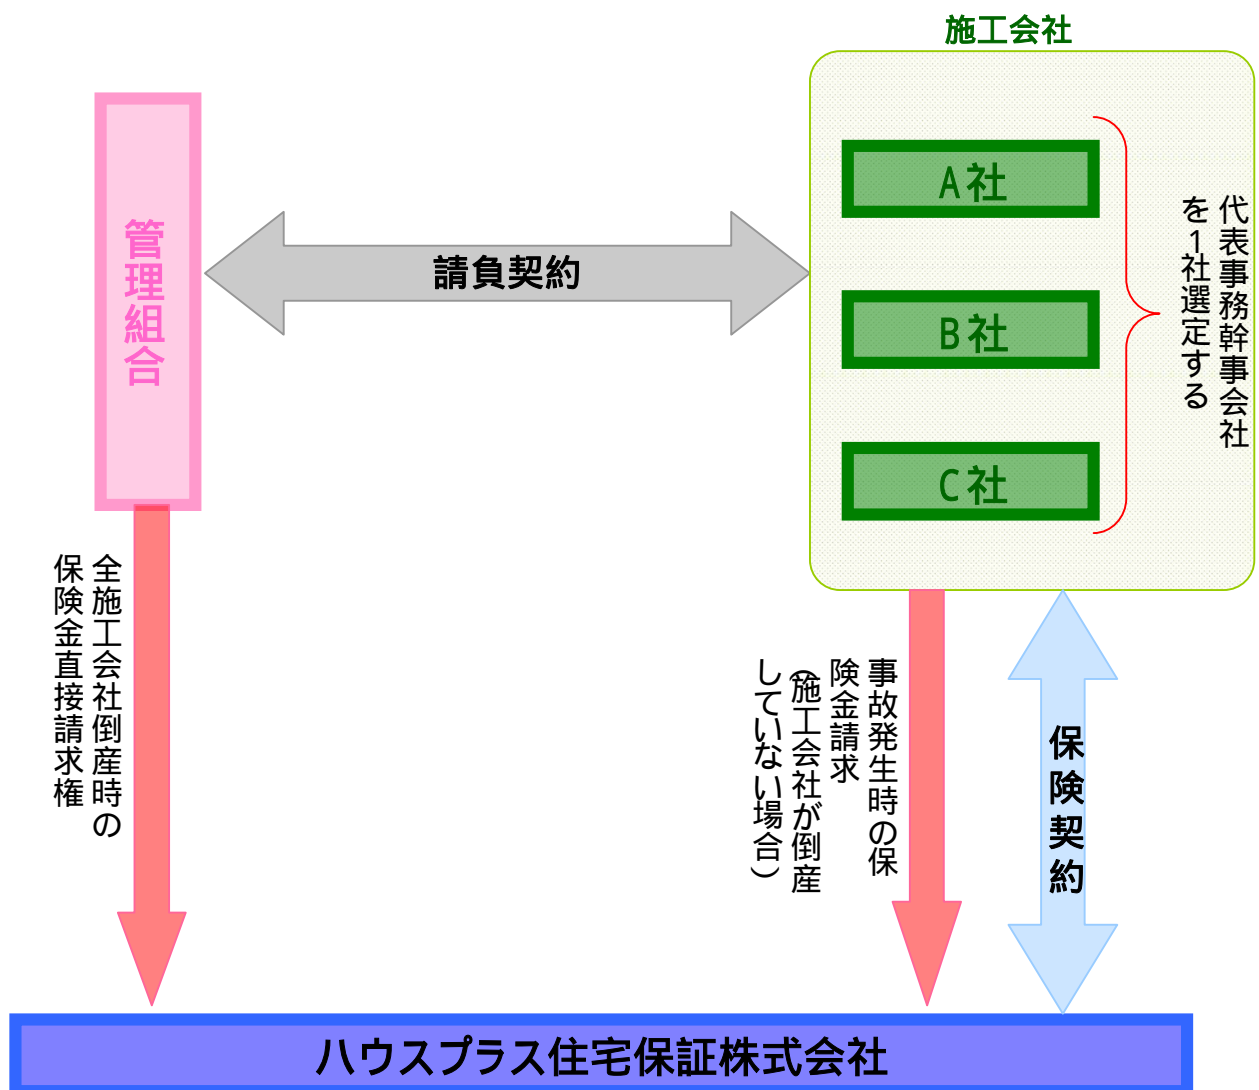 施工会社
管理組合
請負契約
A社
B社
C社
代表事務幹事会社
を１社選定する
全施工会社倒産時の
保険金直接請求権
事故発生時の保
険金請求
（施工会社が倒産
していない場合）
保険契約
ハウスプラス住宅保証株式会社